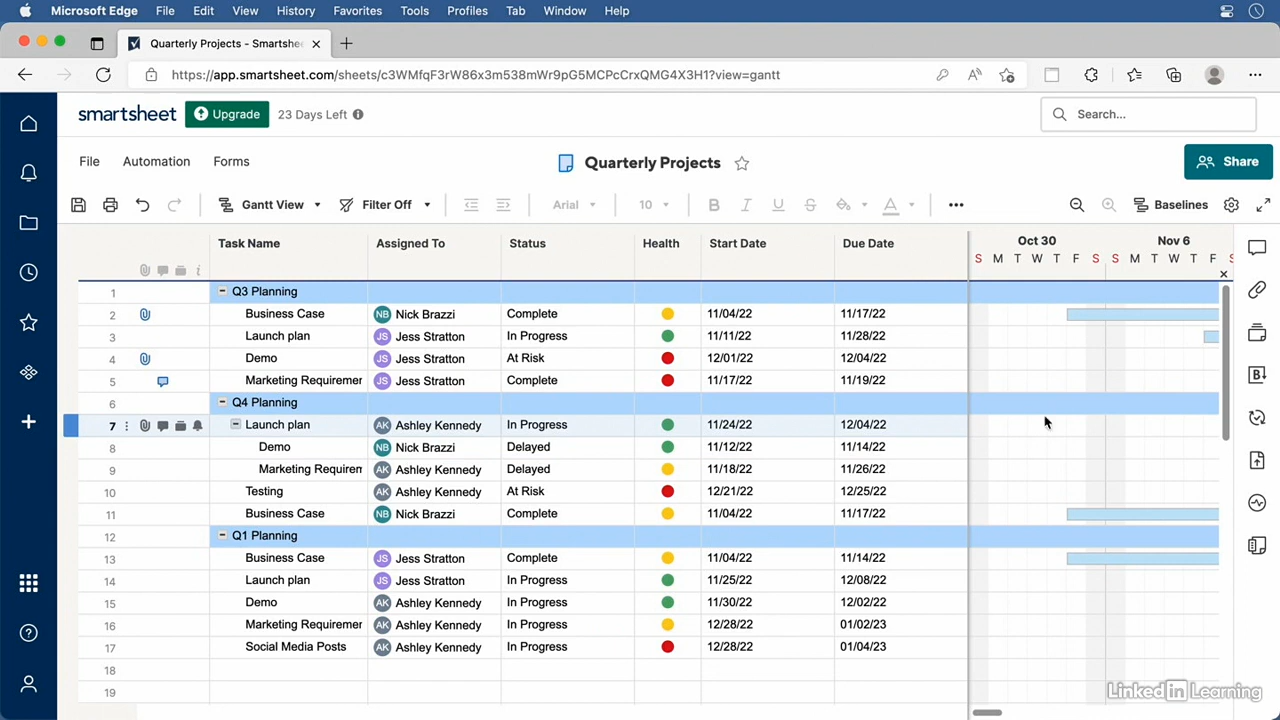 Microsoft Edge File Edit View History Favorites Tools Profiles Tab Window Help
Quarterly Projects - Smartshe
https://app.smartsheet.com/sheets/c3WMfqF3rW86x3m538mWr9pG5MCPcCrxQMG4X3H1?view=gantt
smartsheet Upgrade 23 Days Left Search...
File Automation Forms Quarterly Projects Share
Gantt View Filter Off Arial 10 B I U S A Baselines
Task Name Assigned To Status Health Start Date Due Date Oct 30 Nov 6
S M T W T F S S M T W T F S
1 Q3 Planning
2 Business Case NB Nick Brazzi Complete 11/04/22 11/17/22
3 Launch plan JS Jess Stratton In Progress 11/11/22 11/28/22
4 Demo JS Jess Stratton At Risk 12/01/22 12/04/22
5 Marketing Requiremer JS Jess Stratton Complete 11/17/22 11/19/22
6 Q4 Planning
7 Launch plan AK Ashley Kennedy In Progress 11/24/22 12/04/22
8 Demo NB Nick Brazzi Delayed 11/12/22 11/14/22
9 Marketing Requirem AK Ashley Kennedy Delayed 11/18/22 11/26/22
10 Testing AK Ashley Kennedy At Risk 12/21/22 12/25/22
11 Business Case NB Nick Brazzi Complete 11/04/22 11/17/22
12 Q1 Planning
13 Business Case JS Jess Stratton Complete 11/04/22 11/14/22
14 Launch plan JS Jess Stratton In Progress 11/25/22 12/08/22
15 Demo AK Ashley Kennedy In Progress 11/30/22 12/02/22
16 Marketing Requiremer AK Ashley Kennedy In Progress 12/28/22 01/02/23
17 Social Media Posts AK Ashley Kennedy In Progress 12/28/22 01/04/23
18
19
LinkedIn Learning